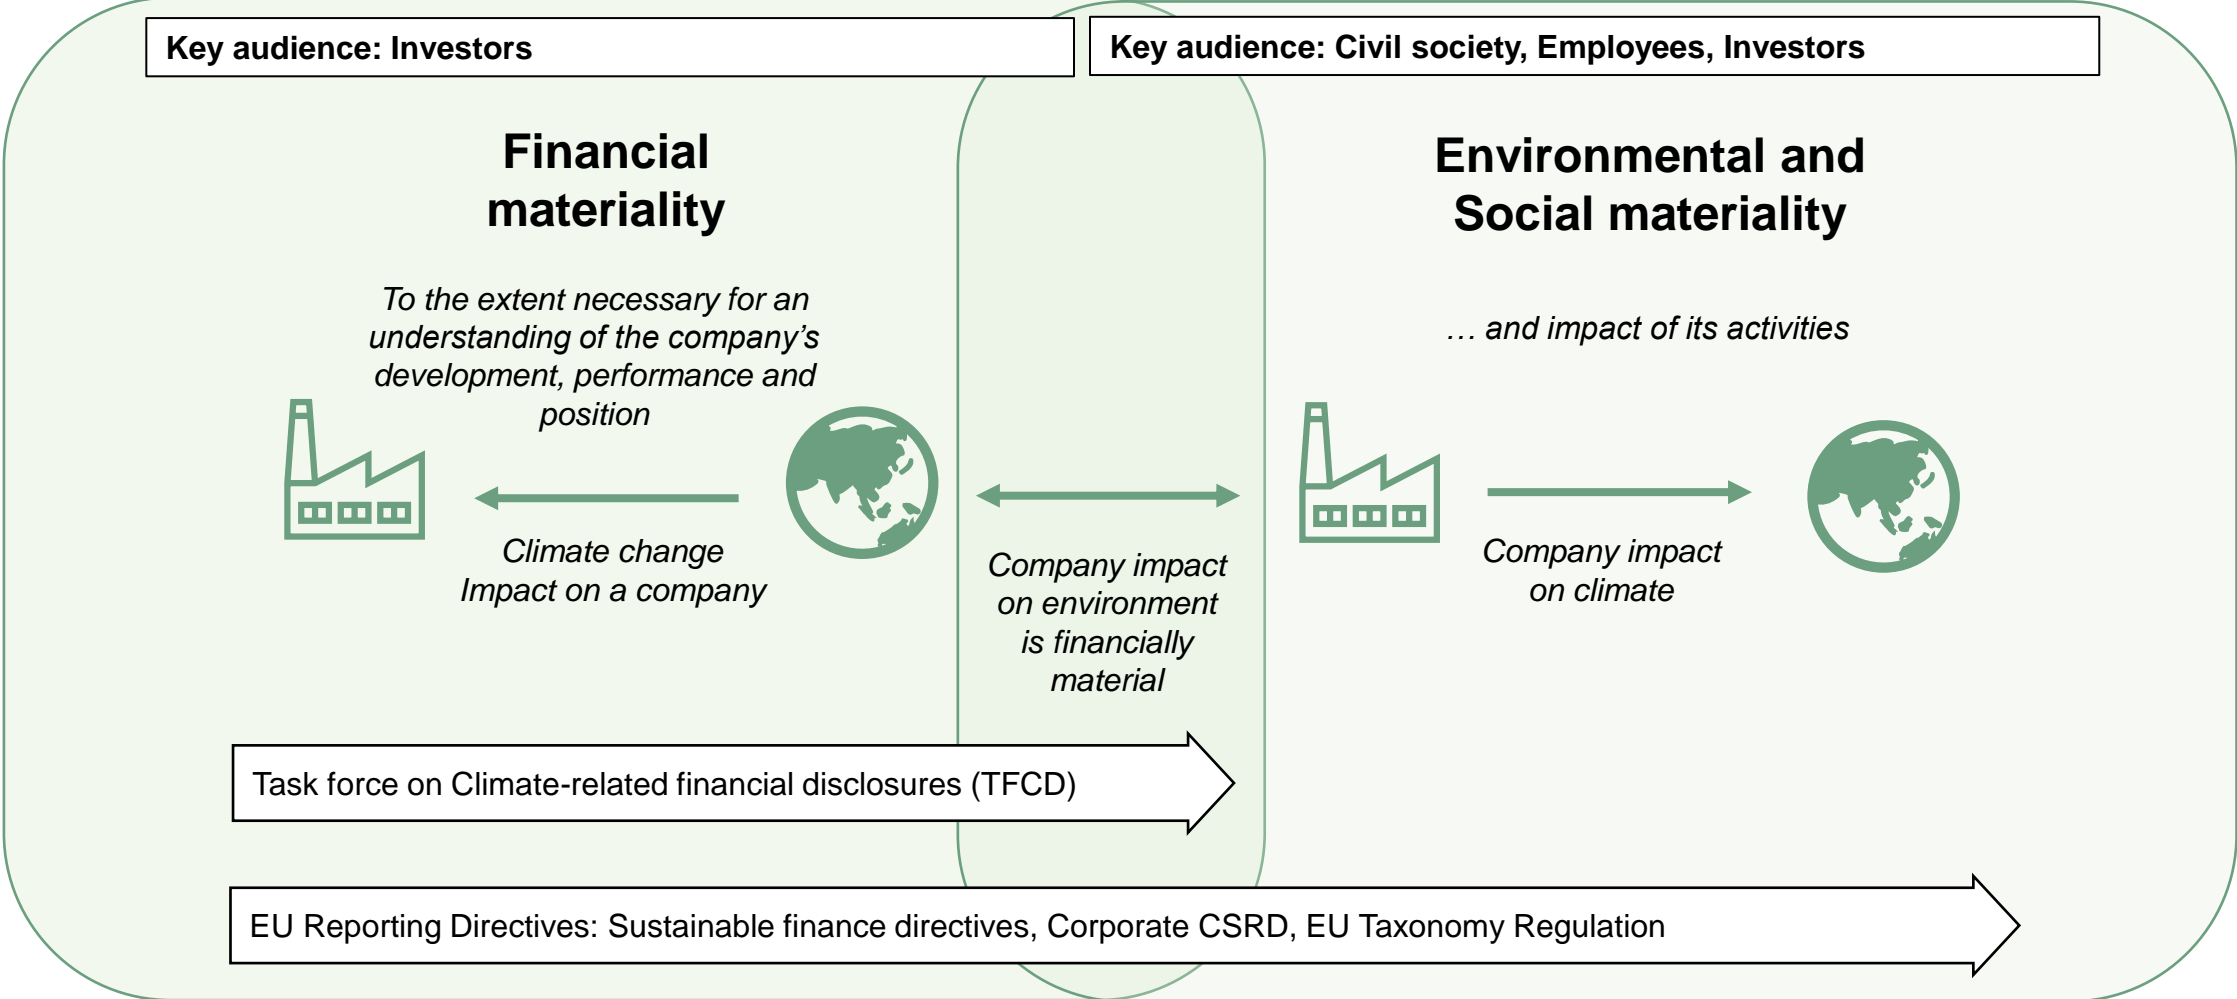 Key audience: Investors
Key audience: Civil society, Employees, Investors
Financial
materiality
To the extent necessary for an
understanding of the company’s
development, performance and
position
Climate change
Impact on a company
Company impact
on environment
is financially
material
Environmental and
Social materiality
… and impact of its activities
Company impact
on climate
Task force on Climate-related financial disclosures (TFCD)
EU Reporting Directives: Sustainable finance directives, Corporate CSRD, EU Taxonomy Regulation